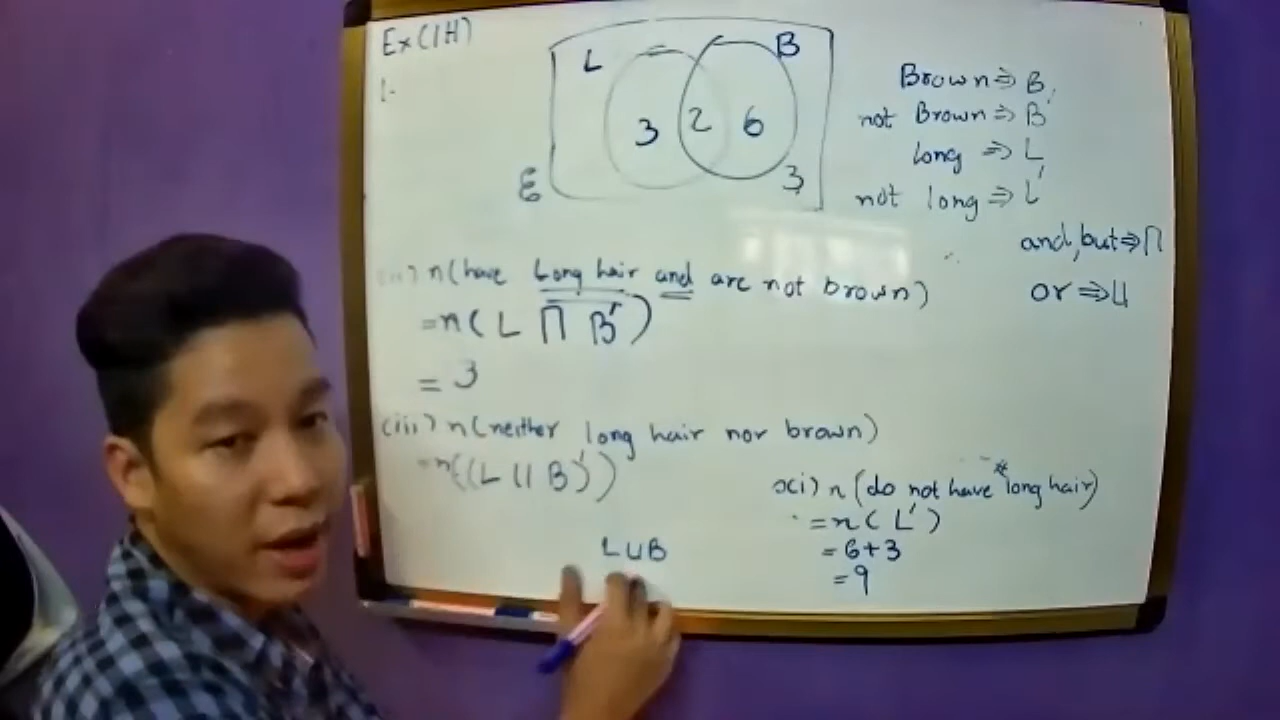 Ex(1H)
1.
L
B
3 2 6
3
ℰ
Brown ⇒ B
not Brown ⇒ B'
long ⇒ L
not long ⇒ L'
and, but ⇒ ∩
or ⇒ ∪
(ii) n(have Long hair and are not brown)
= n( L ∩ B')
= 3
(iii) n(neither long hair nor brown)
= n((L ∪ B)')
L∪B
xi) n (do not have long hair)
= n( L' )
= 6+3
= 9